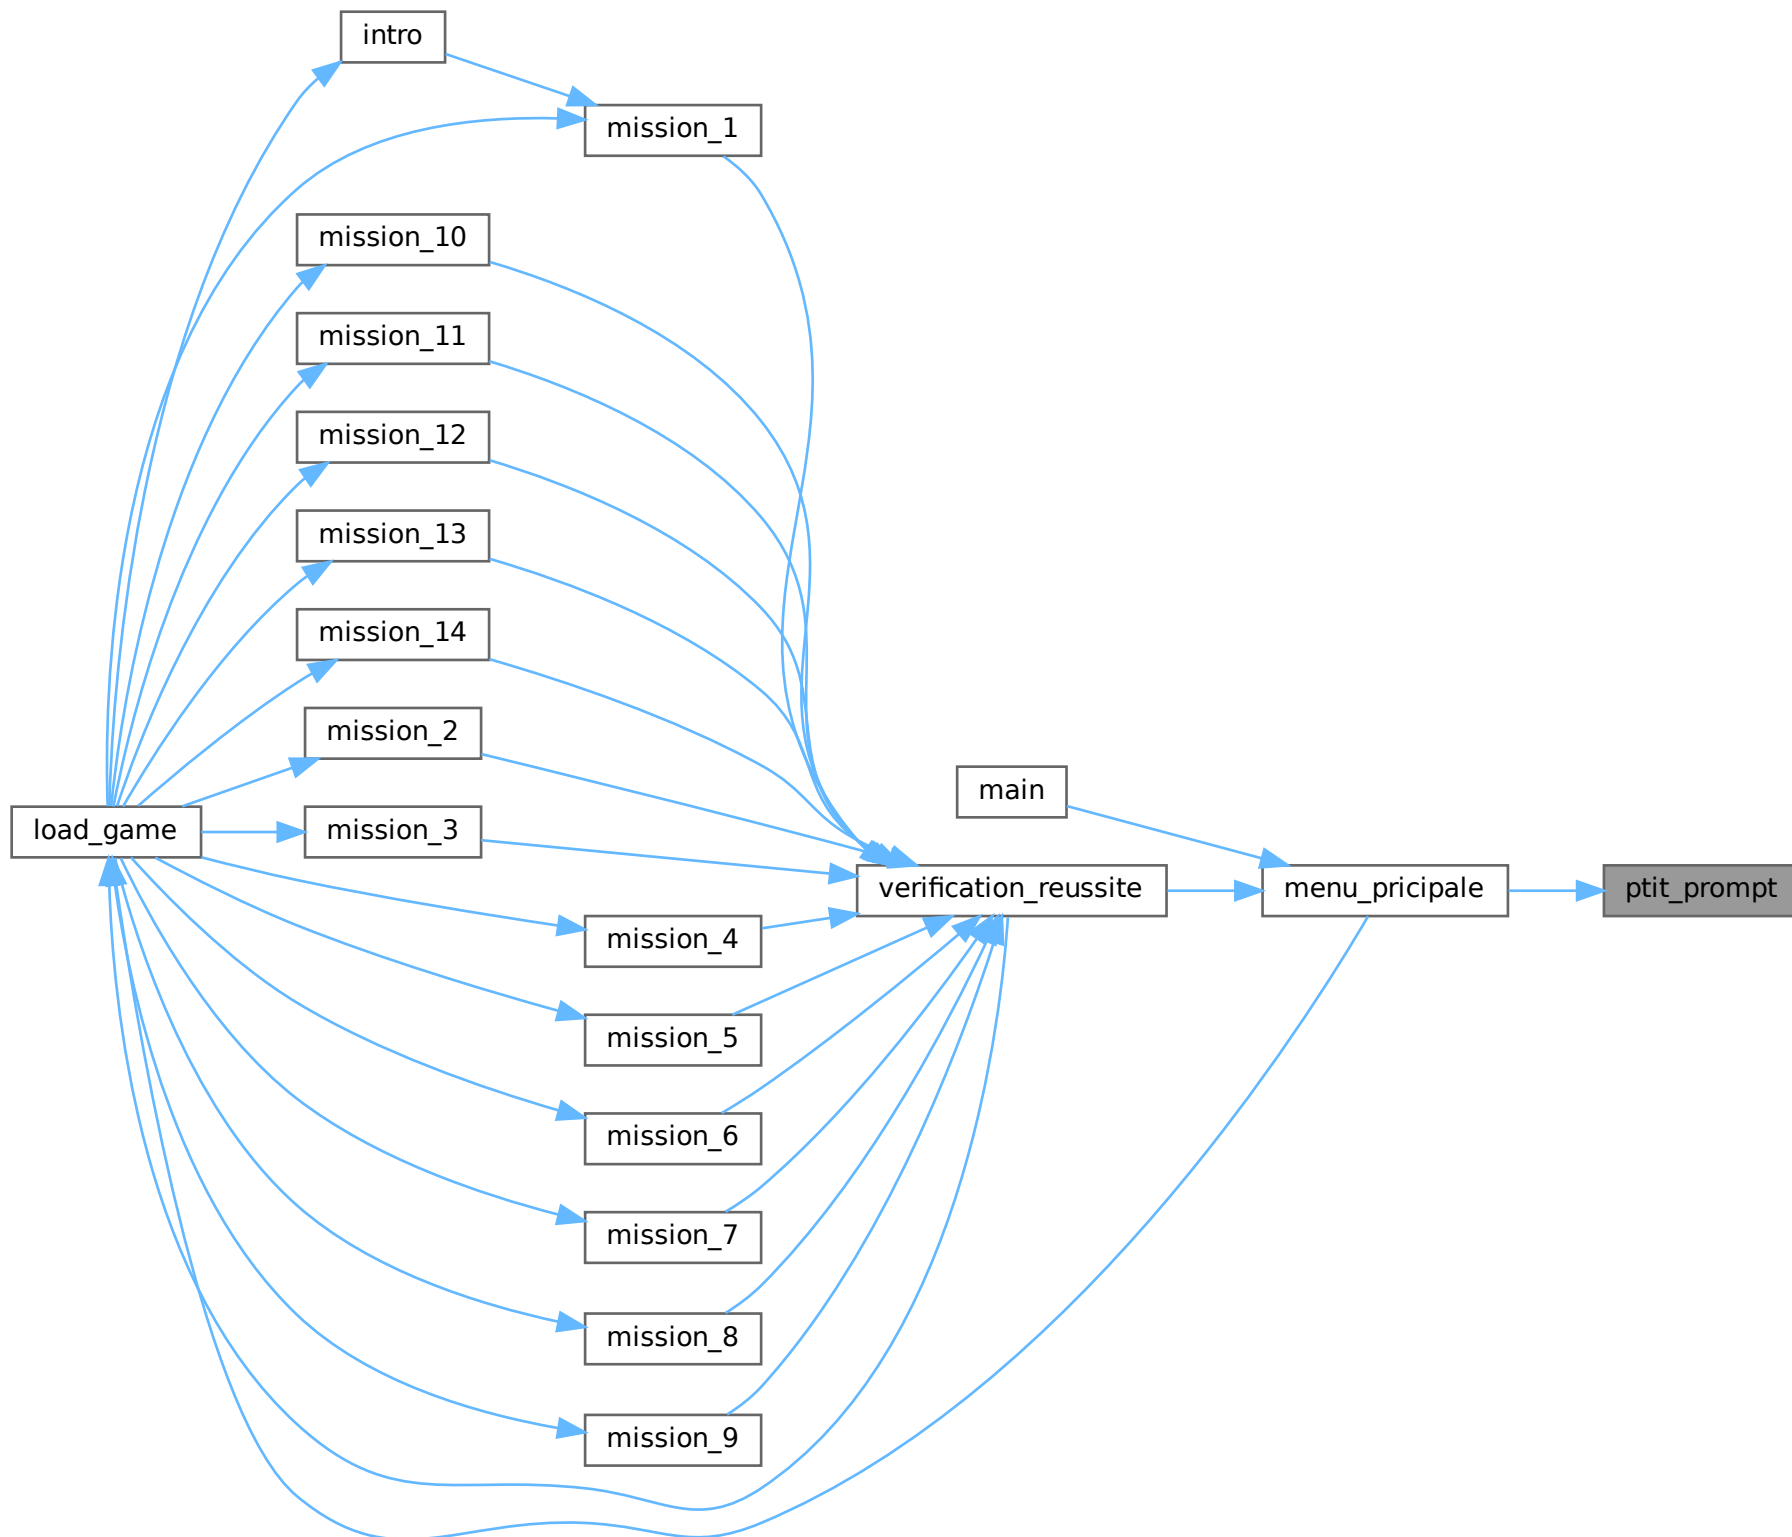 intro
mission_1
mission_10
mission_11
mission_12
mission_13
mission_14
mission_2
main
load_game
mission_3
verification_reussite
menu_pricipale
ptit_prompt
mission_4
mission_5
mission_6
mission_7
mission_8
mission_9